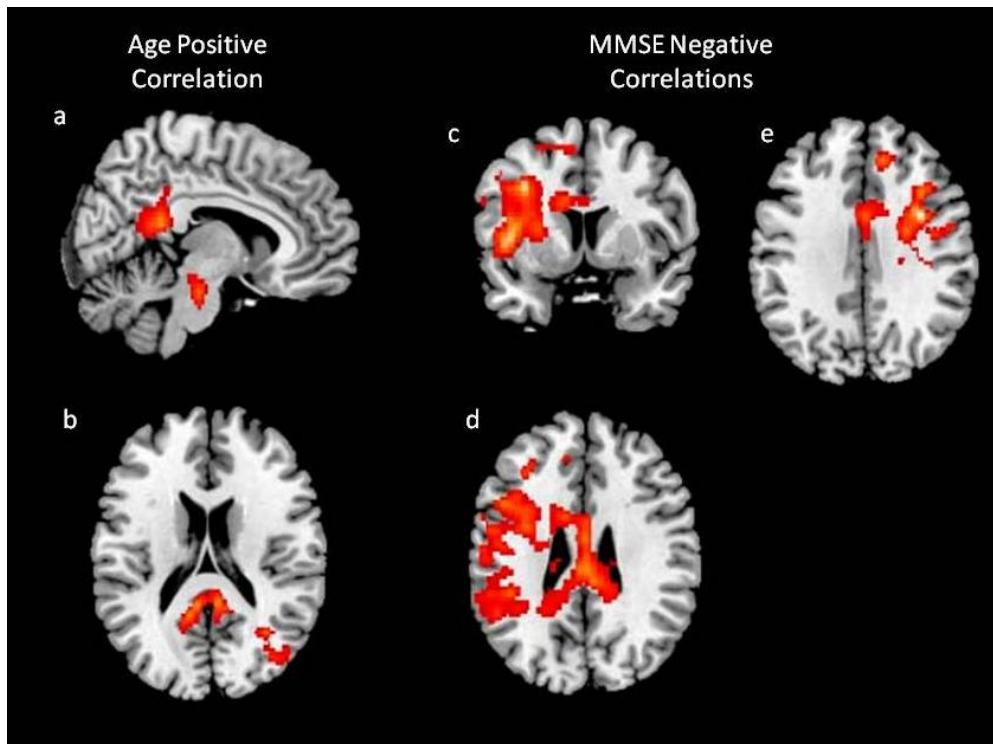 Age Positive
Correlation
MMSE Negative
Correlations
a
c
e
b
d